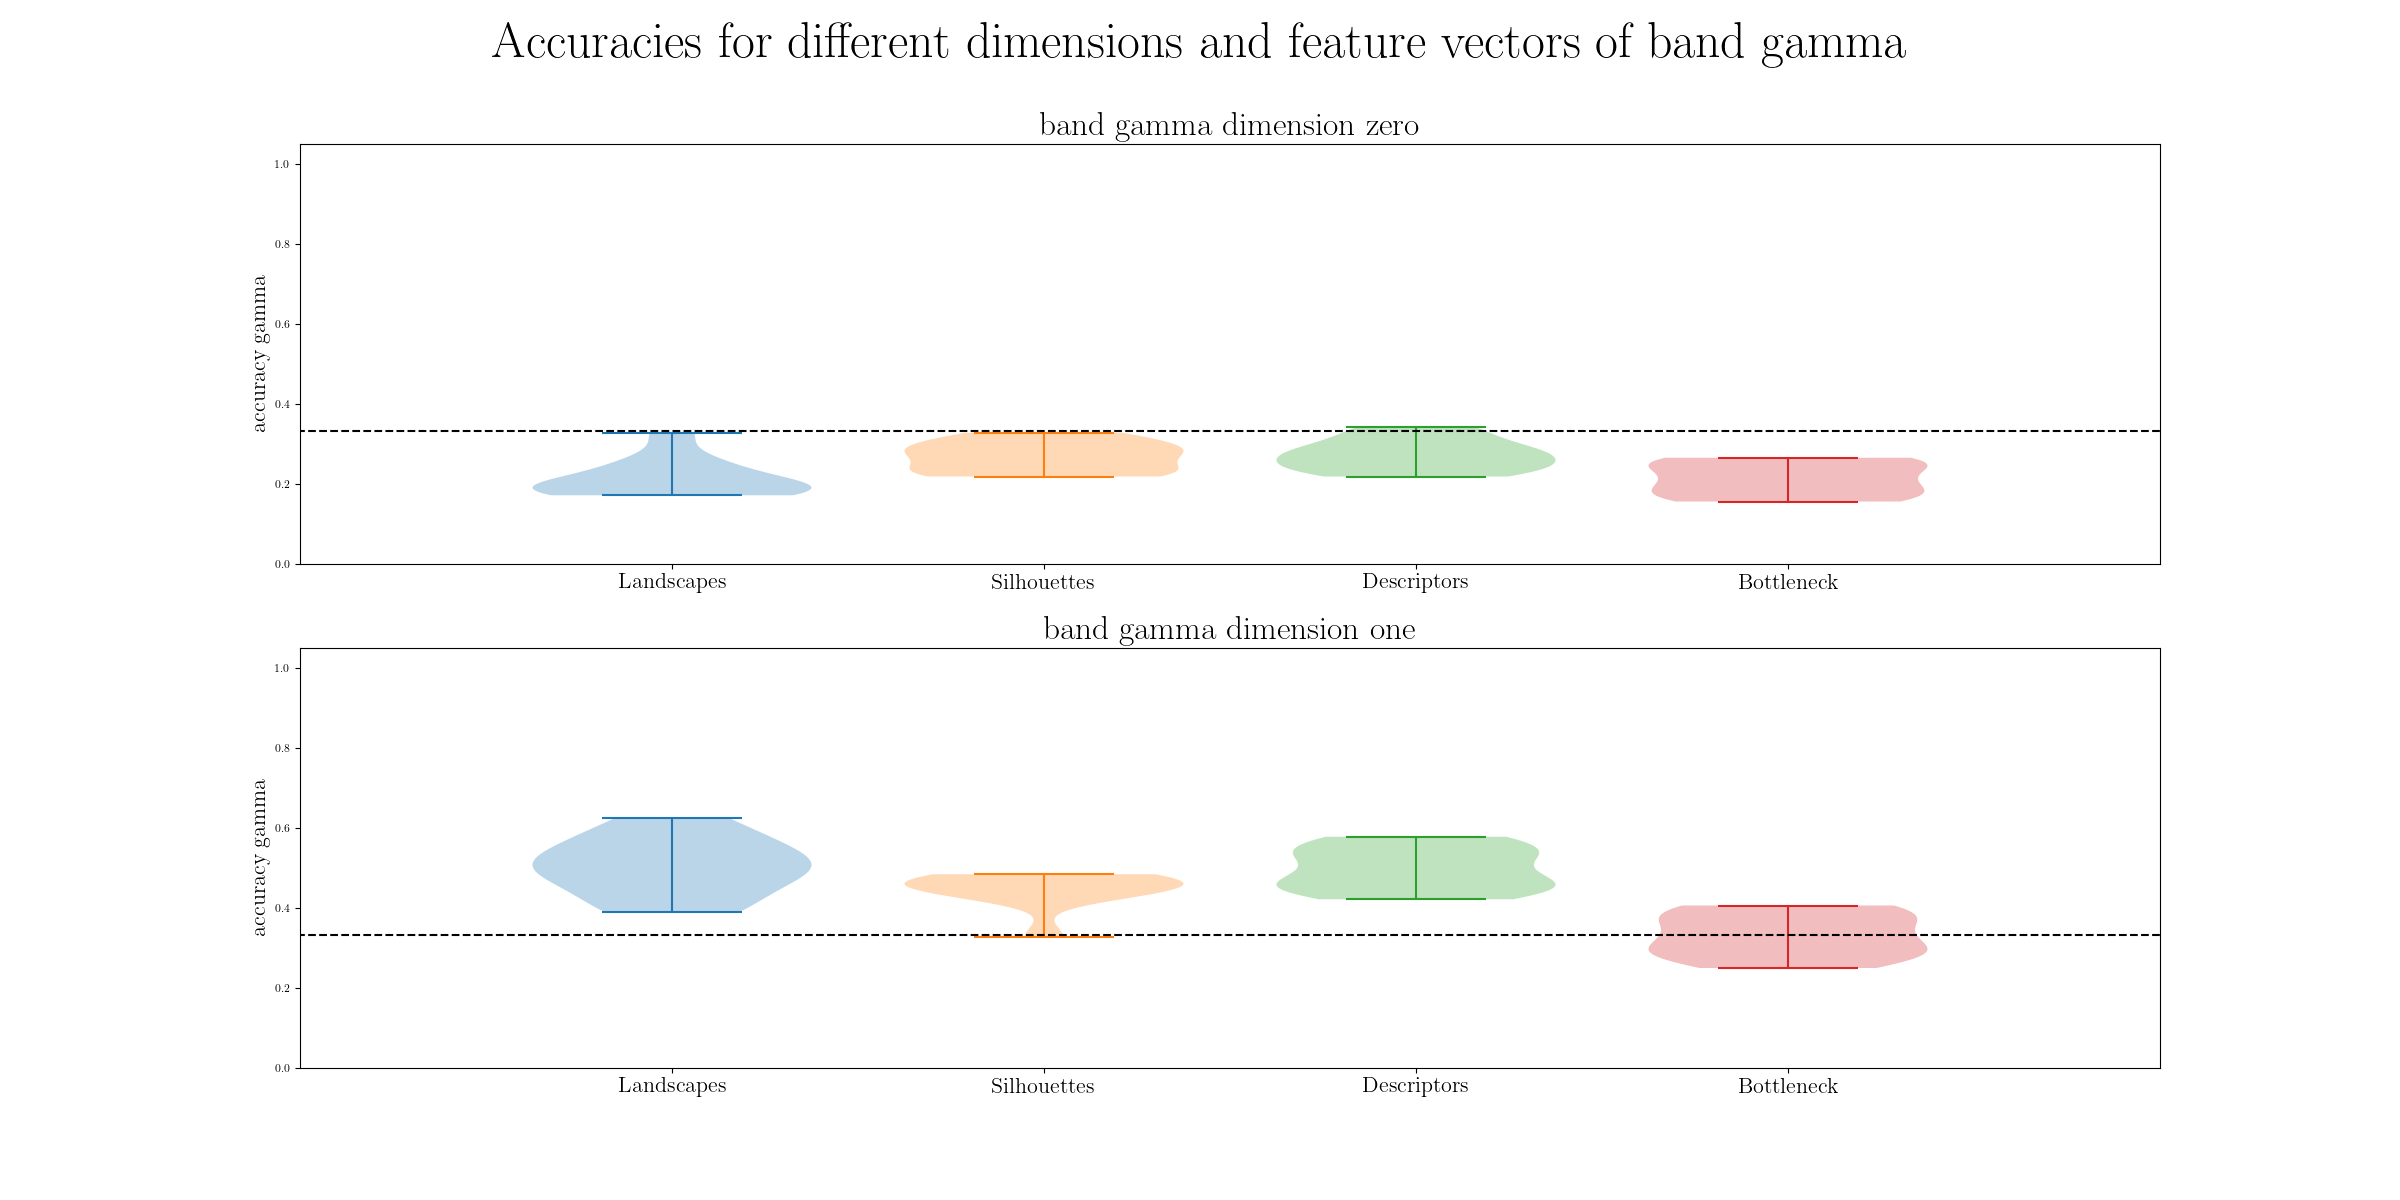 Accuracies for different dimensions and feature vectors of band gamma
band gamma dimension zero
accuracy gamma
1.0
0.8
0.6
0.4
0.2
0.0
Landscapes Silhouettes Descriptors Bottleneck
band gamma dimension one
accuracy gamma
1.0
0.8
0.6
0.4
0.2
0.0
Landscapes Silhouettes Descriptors Bottleneck